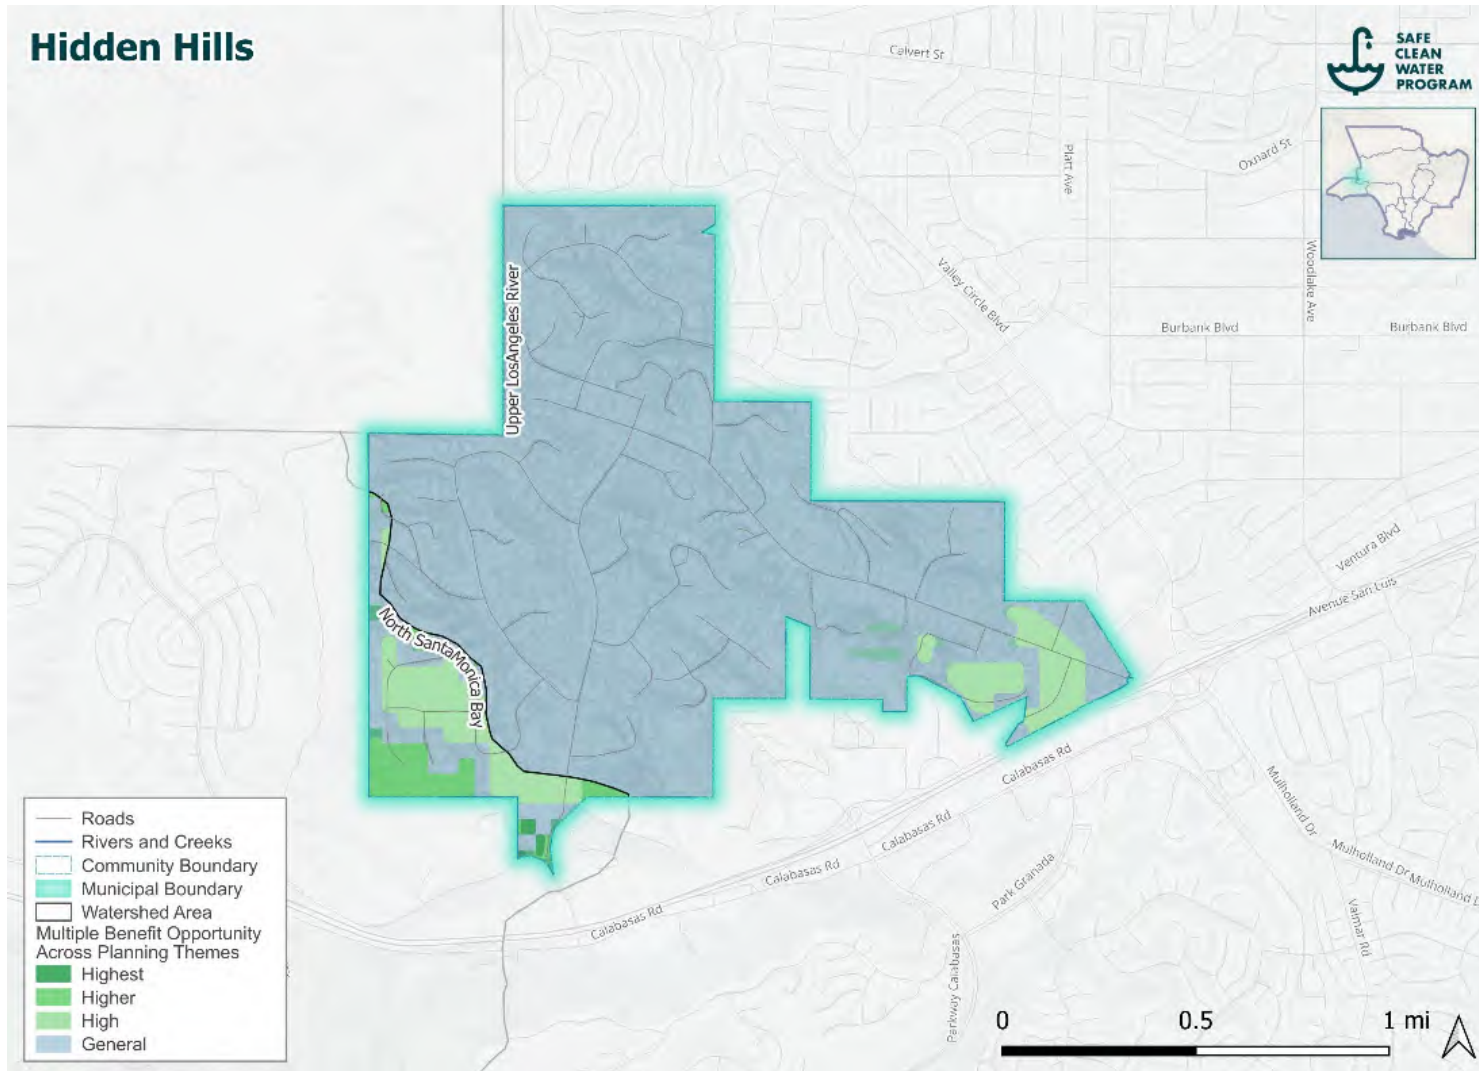 Hidden Hills
SAFE
CLEAN
WATER
PROGRAM
Calvert St
Platt Ave
Oxnard St
Woodlake Ave
Valley Circle Blvd
Burbank Blvd
Burbank Blvd
Upper LosAngeles River
Ventura Blvd
Avenue San Luis
North SantaMonica Bay
Calabasas Rd
Calabasas Rd
Calabasas Rd
Calabasas Rd
Mulholland Dr
Mulholland Dr
Mulholland D
Park Granada
Valmar Rd
Parkway Calabasas
Roads
Rivers and Creeks
Community Boundary
Municipal Boundary
Watershed Area
Multiple Benefit Opportunity
Across Planning Themes
Highest
Higher
High
General
0 0.5 1 mi